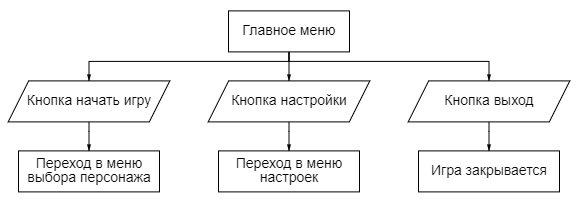 Главное меню
Кнопка начать игру
Кнопка настройки
Кнопка выход
Переход в меню
выбора персонажа
Переход в меню
настроек
Игра закрывается